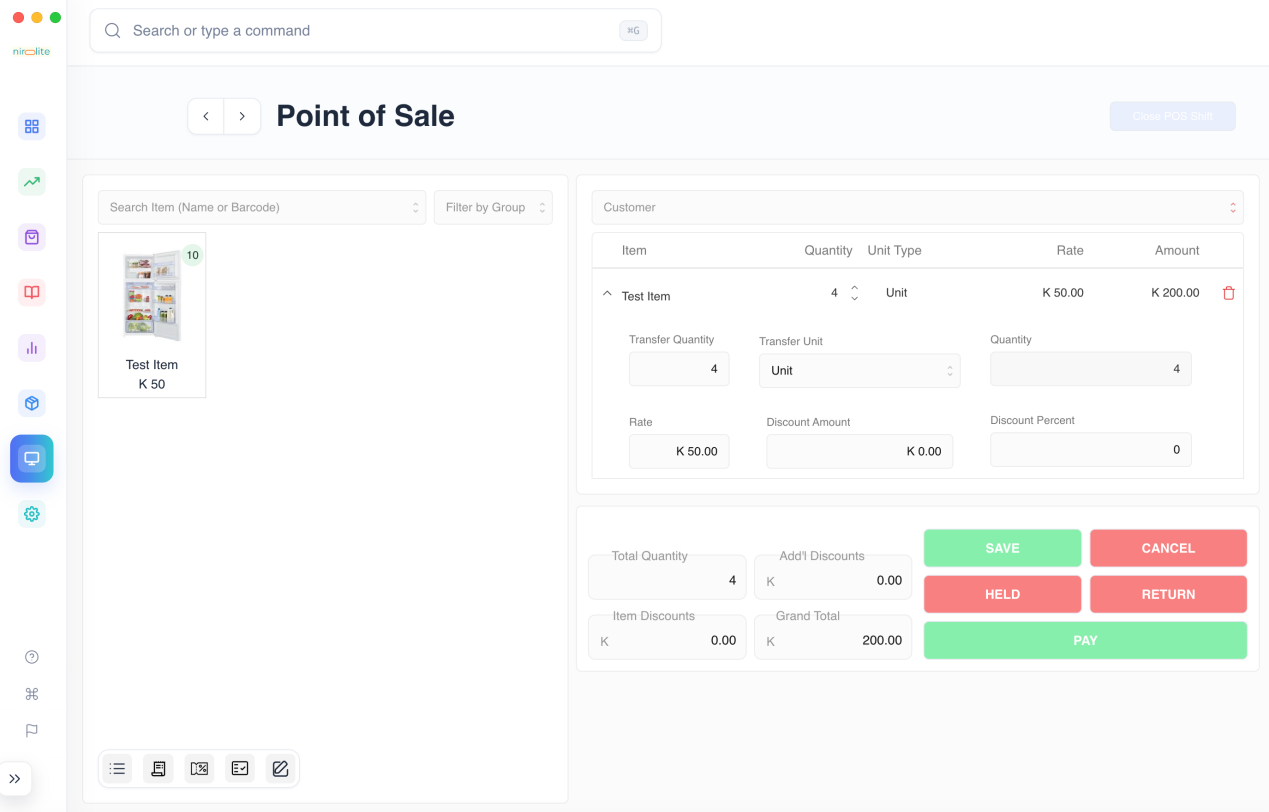 Search or type a command
⌘G
nirolite
Point of Sale
Close POS Shift
Search Item (Name or Barcode)
Filter by Group
10
Test Item
K 50
Customer
Item Quantity Unit Type Rate Amount
Test Item 4 Unit K 50.00 K 200.00
Transfer Quantity Transfer Unit Quantity
4 Unit 4
Rate Discount Amount Discount Percent
K 50.00 K 0.00 0
Total Quantity Add'l Discounts
4 K 0.00
Item Discounts Grand Total
K 0.00 K 200.00
SAVE CANCEL
HELD RETURN
PAY